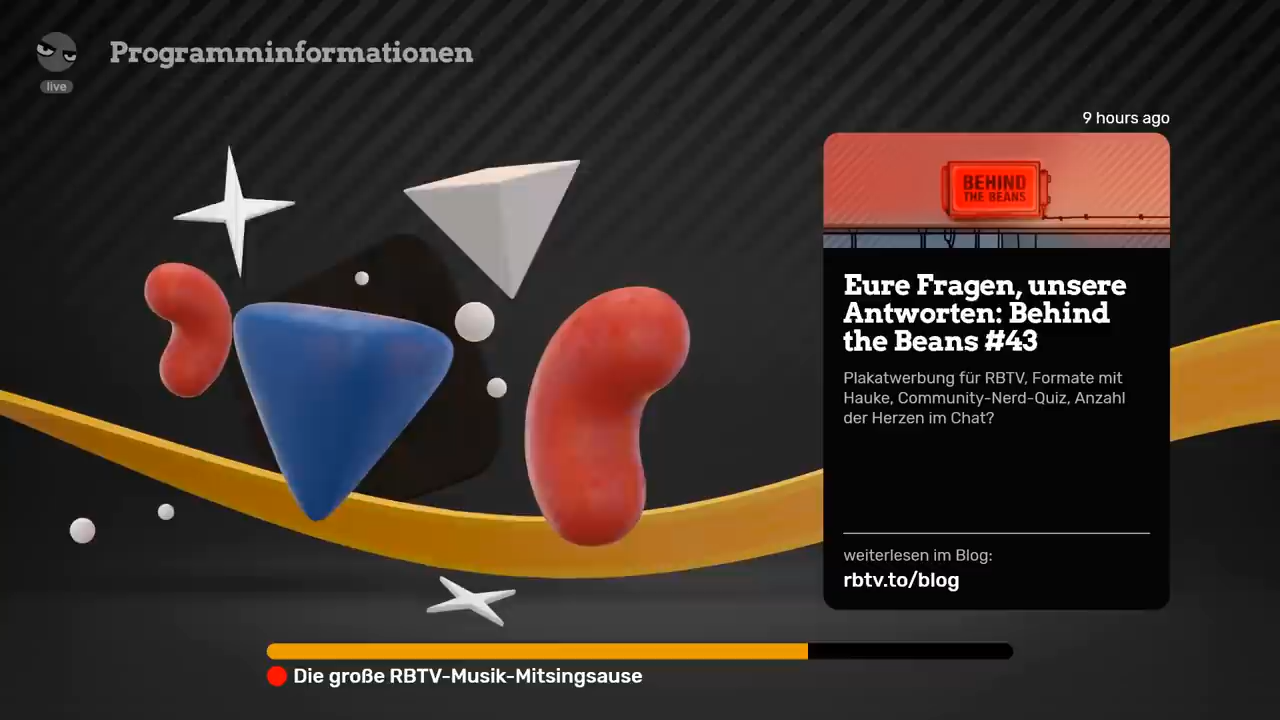 Programminformationen
live
9 hours ago
BEHIND
THE BEANS
Eure Fragen, unsere
Antworten: Behind
the Beans #43
Plakatwerbung für RBTV, Formate mit
Hauke, Community-Nerd-Quiz, Anzahl
der Herzen im Chat?
weiterlesen im Blog:
rbtv.to/blog
Die große RBTV-Musik-Mitsingsause